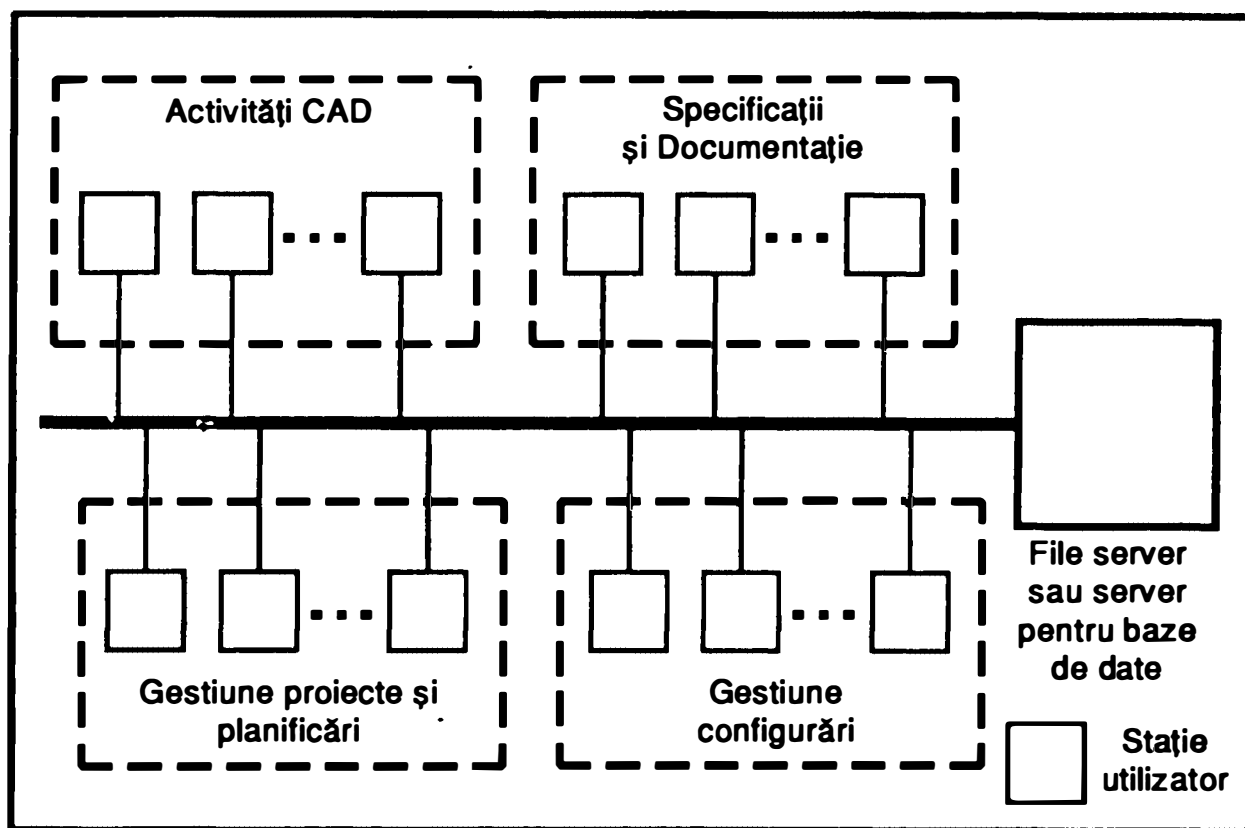 Activități CAD
Specificații
și Documentație
File server
sau server
pentru baze
de date
Gestiune proiecte și
planificări
Gestiune
configurări
Stație
utilizator